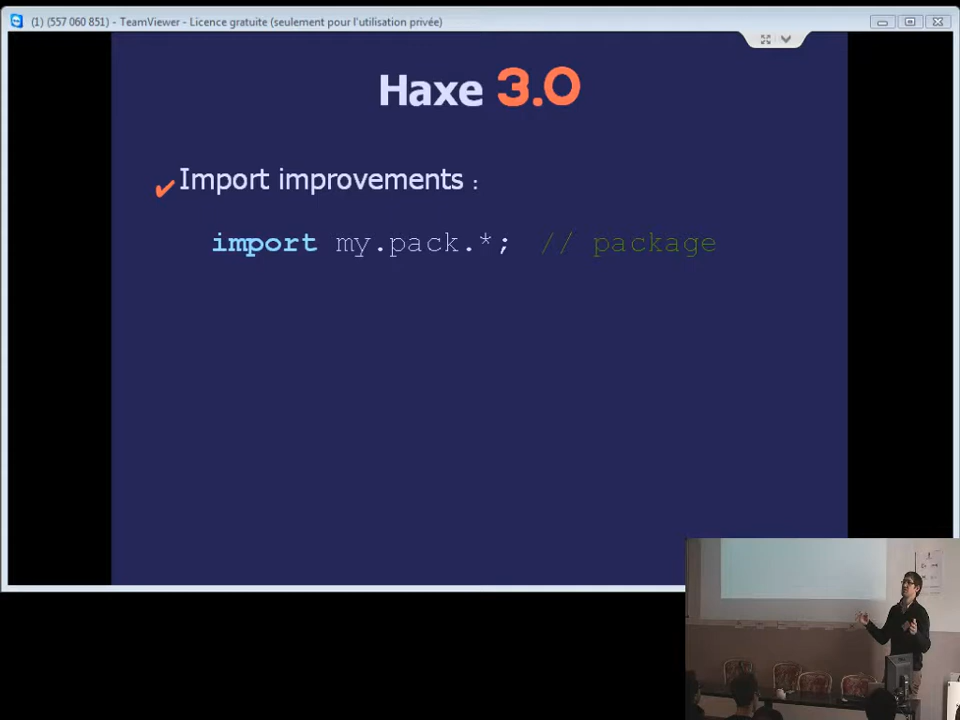 (1) (557 060 851) - TeamViewer - Licence gratuite (seulement pour l'utilisation privée)
Haxe 3.0
✔Import improvements :
import my.pack.*; // package